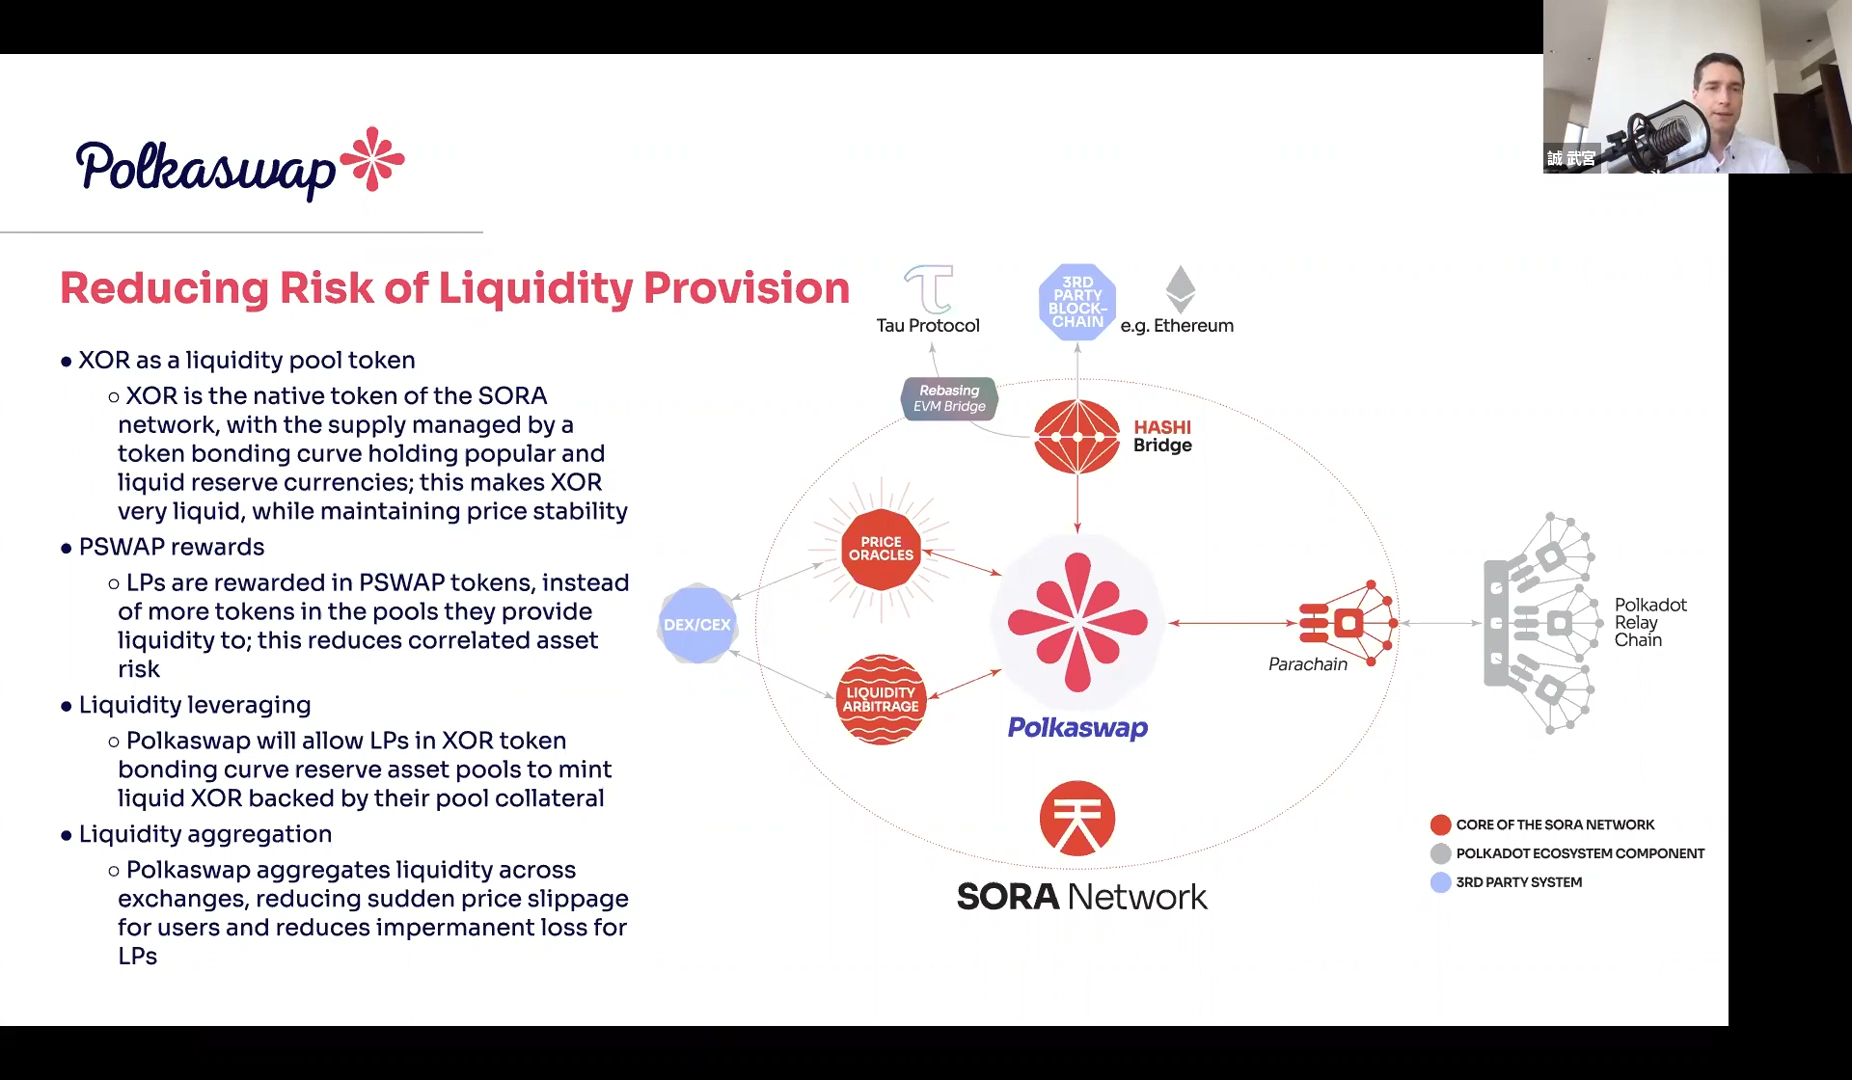 誠 武宮
Polkaswap
Reducing Risk of Liquidity Provision
● XOR as a liquidity pool token
○ XOR is the native token of the SORA
network, with the supply managed by a
token bonding curve holding popular and
liquid reserve currencies; this makes XOR
very liquid, while maintaining price stability
● PSWAP rewards
○ LPs are rewarded in PSWAP tokens, instead
of more tokens in the pools they provide
liquidity to; this reduces correlated asset
risk
● Liquidity leveraging
○ Polkaswap will allow LPs in XOR token
bonding curve reserve asset pools to mint
liquid XOR backed by their pool collateral
● Liquidity aggregation
○ Polkaswap aggregates liquidity across
exchanges, reducing sudden price slippage
for users and reduces impermanent loss for
LPs
Tau Protocol
3RD
PARTY
BLOCK-
CHAIN
e.g. Ethereum
Rebasing
EVM Bridge
HASHI
Bridge
PRICE
ORACLES
DEX/CEX
LIQUIDITY
ARBITRAGE
Polkaswap
Parachain
Polkadot
Relay
Chain
SORA Network
CORE OF THE SORA NETWORK
POLKADOT ECOSYSTEM COMPONENT
3RD PARTY SYSTEM